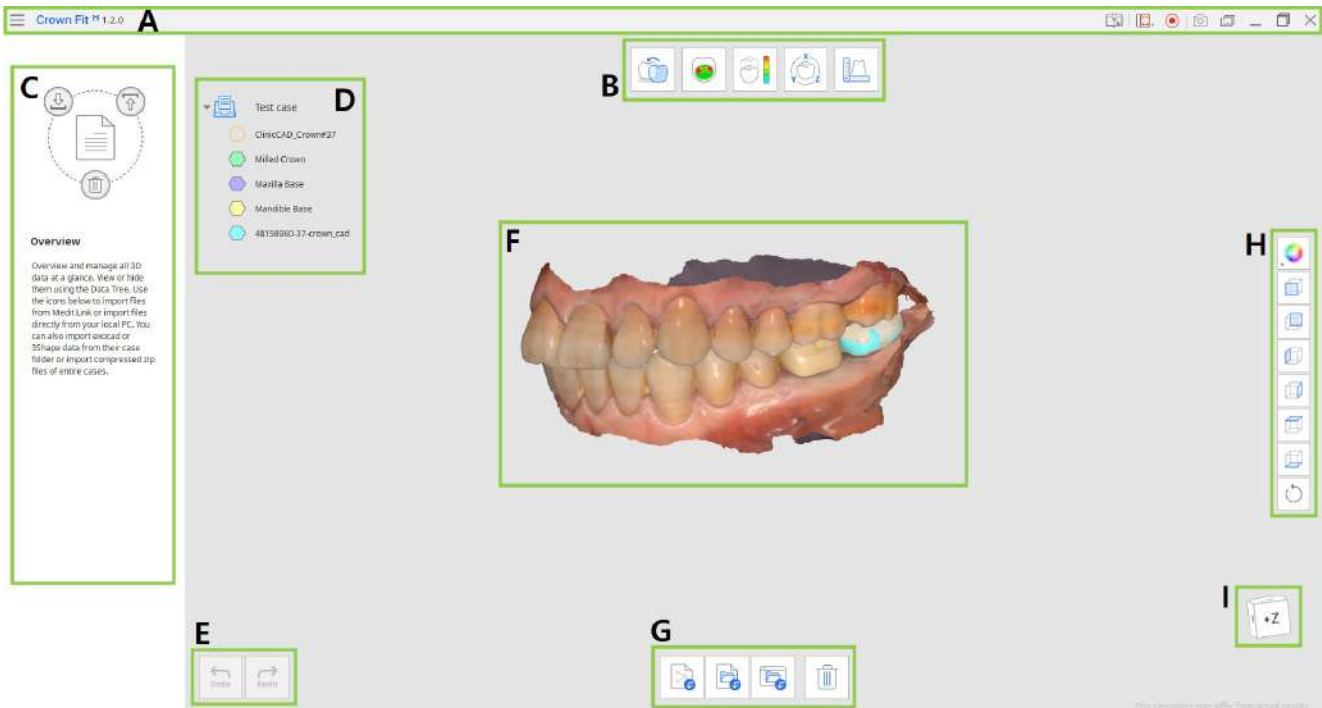 Crown Fit M 1.2.0
A
B
X
Y
Z
C
Overview
Overview and manage all 3D
data at a glance. View or hide
them using the Data Tree. Use
the icons below to import files
from Medit Link or import files
directly from your local PC. You
can also import exocad or
3Shape data from their case
folder or import compressed zip
files of entire cases.
D
Test case
ClinicCAD_Crown#37
Milled Crown
Maxilla Base
Mandible Base
48158960-37-crown_cad
F
H
I
+Z
E
Undo
Redo
G